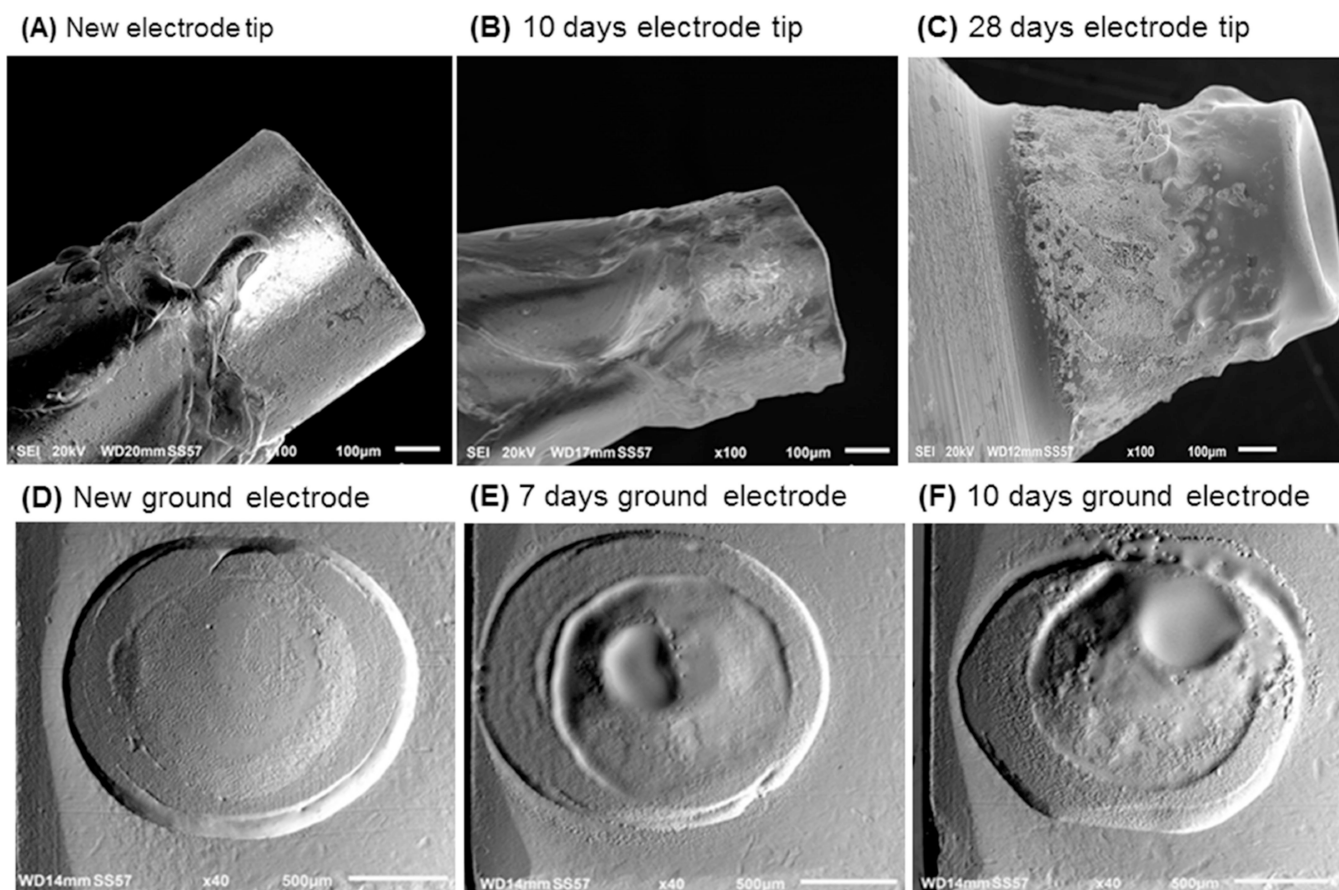 (A) New electrode tip
(B) 10 days electrode tip
(C) 28 days electrode tip
SEI 20kV WD20mm SS57 x100 100μm
SEI 20kV WD17mm SS57 x100 100μm
SEI 20kV WD12mm SS57 x100 100μm
(D) New ground electrode
(E) 7 days ground electrode
(F) 10 days ground electrode
WD14mm SS57 x40 500μm
WD14mm SS57 x40 500μm
WD14mm SS57 x40 500μm